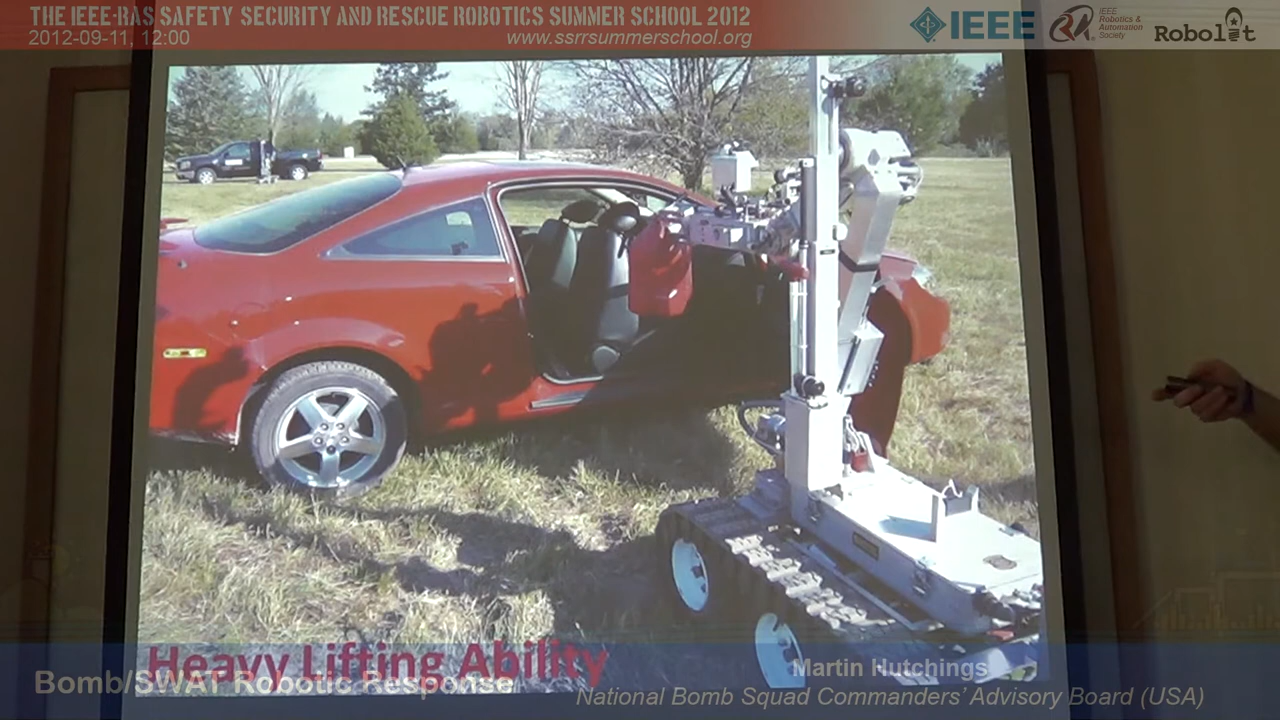 THE IEEE-RAS SAFETY SECURITY AND RESCUE ROBOTICS SUMMER SCHOOL 2012
2012-09-11, 12:00
www.ssrrsummerschool.org
IEEE
IEEE
Robotics &
Automation
Society
Robolit
Heavy Lifting Ability
Bomb/SWAT Robotic Response
Martin Hutchings
National Bomb Squad Commanders' Advisory Board (USA)